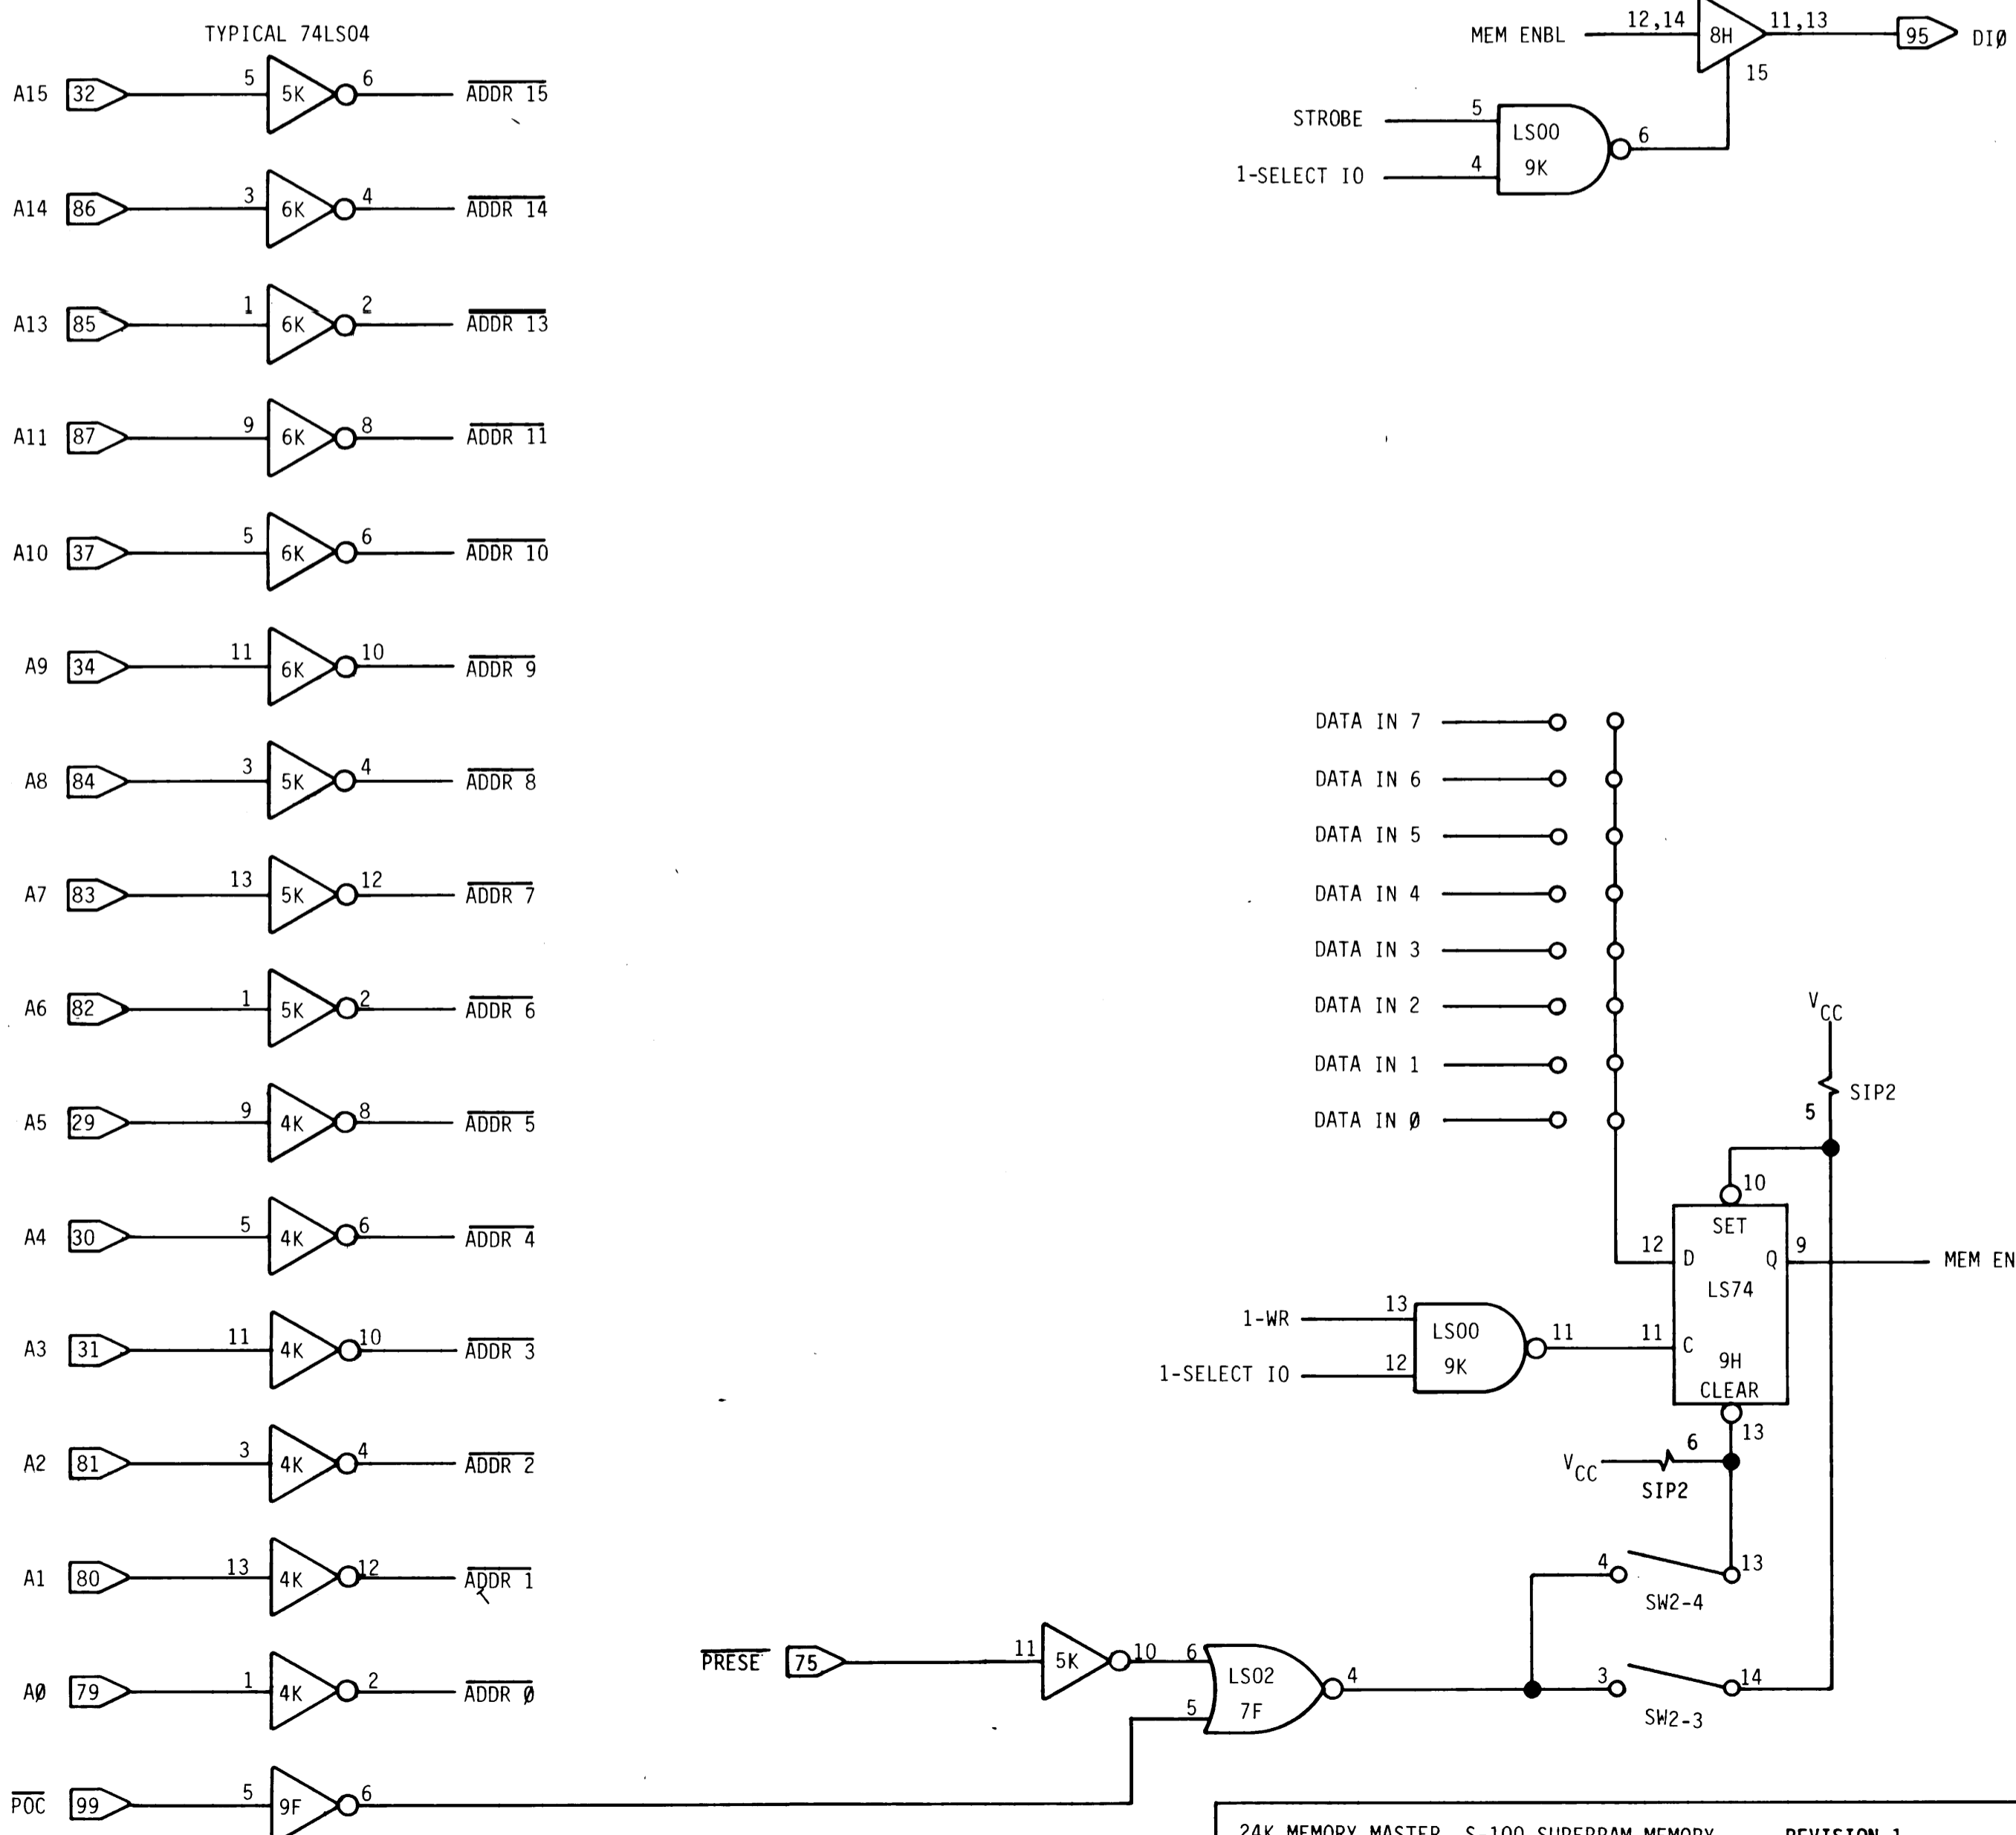 TYPICAL 74LS04
A15 32 5 5K 6 ADDR 15
A14 86 3 6K 4 ADDR 14
A13 85 1 6K 2 ADDR 13
A11 87 9 6K 8 ADDR 11
A10 37 5 6K 6 ADDR 10
A9 34 11 6K 10 ADDR 9
A8 84 3 5K 4 ADDR 8
A7 83 13 5K 12 ADDR 7
A6 82 1 5K 2 ADDR 6
A5 29 9 4K 8 ADDR 5
A4 30 5 4K 6 ADDR 4
A3 31 11 4K 10 ADDR 3
A2 81 3 4K 4 ADDR 2
A1 80 13 4K 12 ADDR 1
AØ 79 1 4K 2 ADDR Ø
POC 99 5 9F 6
MEM ENBL 12,14 8H 11,13 95 DIØ
15
STROBE 5
LS00
9K
6
1-SELECT IO 4
DATA IN 7
DATA IN 6
DATA IN 5
DATA IN 4
DATA IN 3
DATA IN 2
DATA IN 1
DATA IN Ø
VCC
SIP2
5
10
SET
12 D Q 9 MEM EN
LS74
1-WR 13
LS00
9K
11 11 C
1-SELECT IO 12
9H
CLEAR
13
6
VCC
SIP2
4 13
SW2-4
PRESE 75 11 5K 10 6
LS02
7F
4
5
3 14
SW2-3
24K MEMORY MASTER S-100 SUPERRAM MEMORY REVISION 1